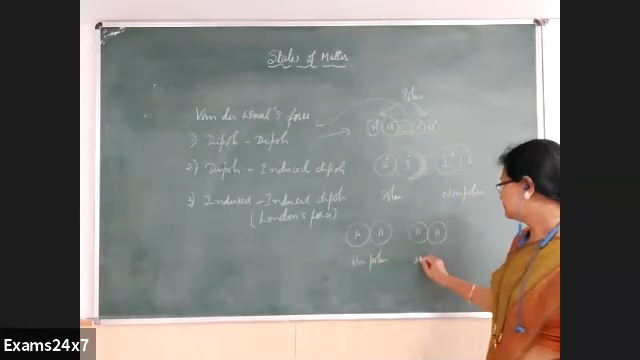 States of Matter
Van der Waal's force
Polar
1) Dipole - Dipole
2) Dipole - Induced dipole
Polar
Nonpolar
3) Induced - Induced dipole
(London's force)
A A
Non polar
Exams24x7